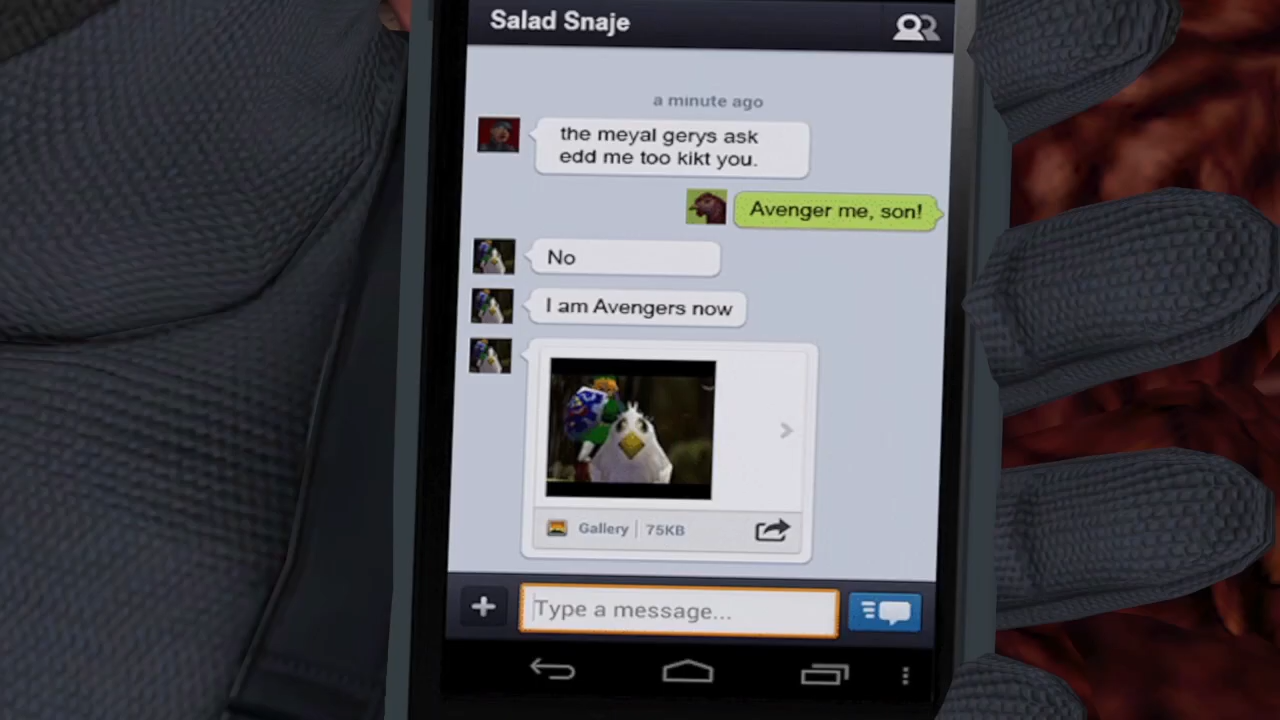 Salad Snaje
a minute ago
the meyal gerys ask
edd me too kikt you.
Avenger me, son!
No
I am Avengers now
Gallery | 75KB
Type a message...